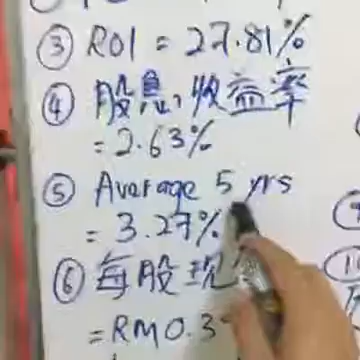 ③ ROI = 27.81%
④ 股息，收益率
= 2.63%
⑤ Average 5 yrs
= 3.27%
⑥ 每股现
= RM0.3